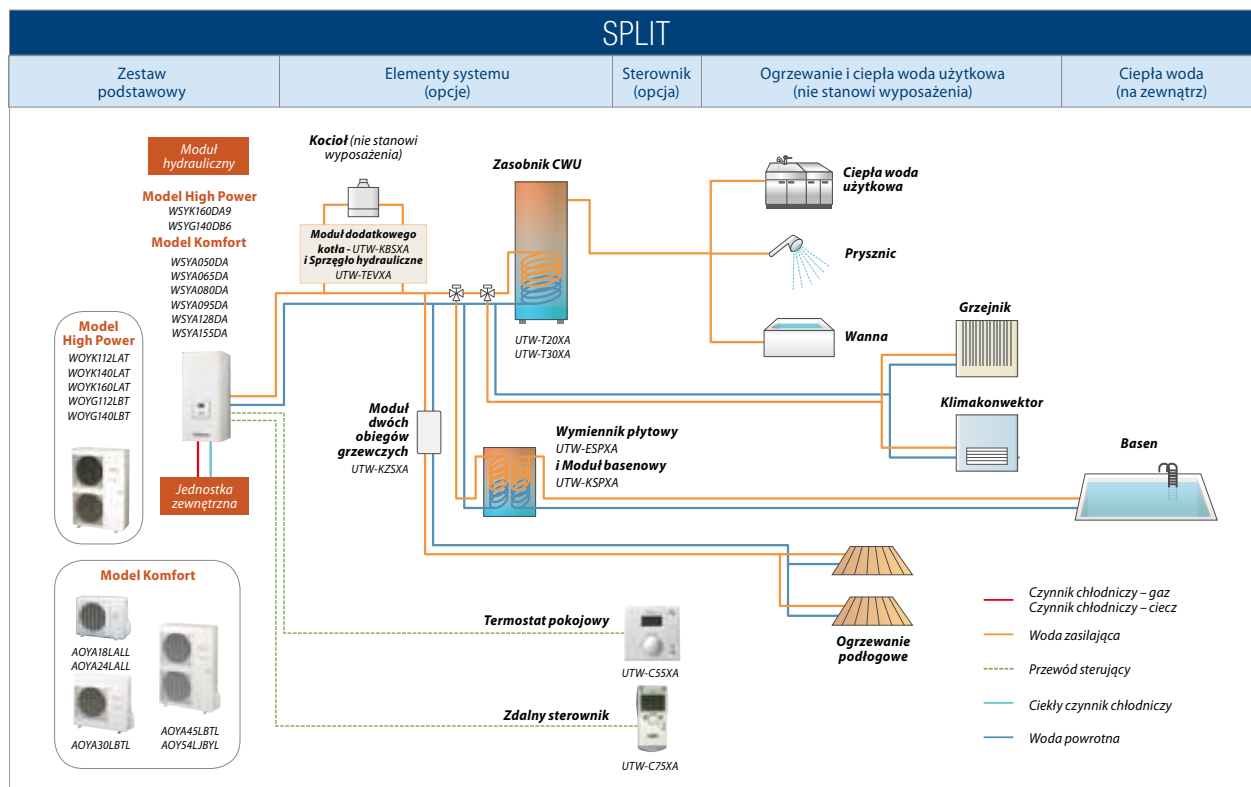 SPLIT
Zestaw
podstawowy
Elementy systemu
(opcje)
Sterownik
(opcja)
Ogrzewanie i ciepła woda użytkowa
(nie stanowi wyposażenia)
Ciepła woda
(na zewnątrz)
Moduł
hydrauliczny
Model High Power
WSYK160DA9
WSYG140DB6
Model Komfort
WSYA050DA
WSYA065DA
WSYA080DA
WSYA095DA
WSYA128DA
WSYA155DA
Model
High Power
WOYK112LAT
WOYK140LAT
WOYK160LAT
WOYG112LBT
WOYG140LBT
Jednostka
zewnętrzna
Model Komfort
AOYA18LALL
AOYA24LALL
AOYA30LBTL
AOYA45LBTL
AOY54LJBYL
Kocioł (nie stanowi
wyposażenia)
Moduł dodatkowego
kotła - UTW-KBSXA
i Sprzęgło hydrauliczne
UTW-TEVXA
Zasobnik CWU
UTW-T20XA
UTW-T30XA
Moduł
dwóch
obiegów
grzewczych
UTW-KZSXA
Wymiennik płytowy
UTW-ESPXA
i Moduł basenowy
UTW-KSPXA
Termostat pokojowy
UTW-C55XA
Zdalny sterownik
UTW-C75XA
Ciepła woda
użytkowa
Prysznic
Wanna
Grzejnik
Klimakonwektor
Basen
Ogrzewanie
podłogowe
Czynnik chłodniczy – gaz
Czynnik chłodniczy – ciecz
Woda zasilająca
Przewód sterujący
Ciekły czynnik chłodniczy
Woda powrotna